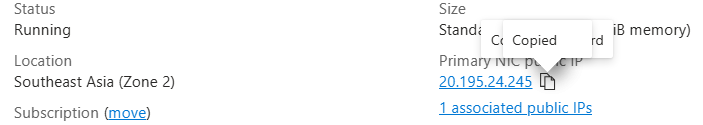 Status
Running
Location
Southeast Asia (Zone 2)
Subscription (move)
Size
Standa iB memory)
Co Copied rd
Primary NIC public IP
20.195.24.245
1 associated public IPs